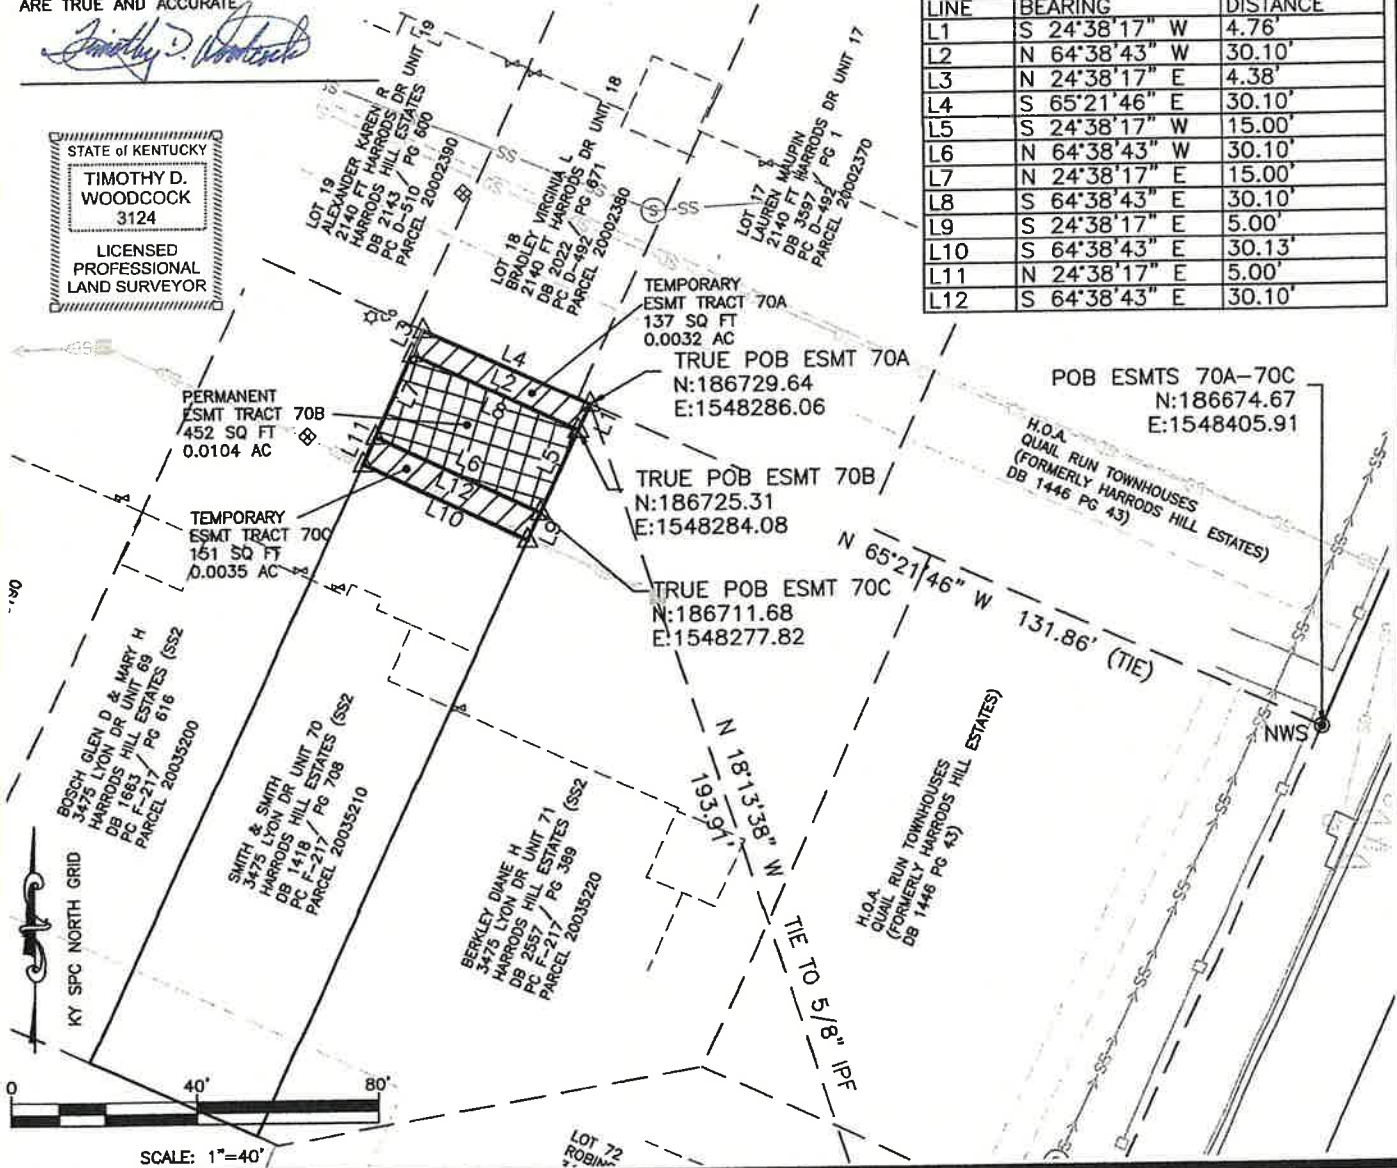 ARE TRUE AND ACCURATE
Timothy D. Woodcock
STATE of KENTUCKY
TIMOTHY D.
WOODCOCK
3124
LICENSED
PROFESSIONAL
LAND SURVEYOR
LINE BEARING DISTANCE
L1 S 24°38'17" W 4.76'
L2 N 64°38'43" W 30.10'
L3 N 24°38'17" E 4.38'
L4 S 65°21'46" E 30.10'
L5 S 24°38'17" W 15.00'
L6 N 64°38'43" W 30.10'
L7 N 24°38'17" E 15.00'
L8 S 64°38'43" E 30.10'
L9 S 24°38'17" E 5.00'
L10 S 64°38'43" E 30.13'
L11 N 24°38'17" E 5.00'
L12 S 64°38'43" E 30.10'
LOT 19
ALEXANDER KAREN R
2140 FT HARRODS DR UNIT 19
HARRODS HILL ESTATES
DB 2143 / PG 600
PC D-610
PARCEL 20002390
LOT 18
BRADLEY VIRGINIA L
2140 FT HARRODS DR UNIT 18
DB 2022 / PG 671
PC D-492
PARCEL 20002380
LOT 17
LAUREN MAUPIN
2140 FT HARRODS DR UNIT 17
DB 3597 / PG 1
PC D-492
PARCEL 20002370
SS
SS
S
SS
TEMPORARY
ESMT TRACT 70A
137 SQ FT
0.0032 AC
TRUE POB ESMT 70A
N:186729.64
E:1548286.06
POB ESMTS 70A-70C
N:186674.67
E:1548405.91
PERMANENT
ESMT TRACT 70B
452 SQ FT
0.0104 AC
L3
L4
L2
L8
L7
L1
L11
L6
L5
L12
L10
L9
TRUE POB ESMT 70B
N:186725.31
E:1548284.08
TEMPORARY
ESMT TRACT 70C
151 SQ FT
0.0035 AC
TRUE POB ESMT 70C
N:186711.68
E:1548277.82
H.O.A.
QUAIL RUN TOWNHOUSES
(FORMERLY HARRODS HILL ESTATES)
DB 1446 PG 43)
N 65°21'46" W 131.86' (TIE)
NWS
BOSCH GLEN D & MARY H
3475 LYON DR UNIT 69
HARRODS HILL ESTATES (SS2
DB 1683 / PG 616
PC F-217
PARCEL 20035200
SMITH & SMITH
3475 LYON DR UNIT 70
HARRODS HILL ESTATES (SS2
DB 1418 / PG 708
PC F-217
PARCEL 20035210
BERKLEY DIANE H
3475 LYON DR UNIT 71
HARRODS HILL ESTATES (SS2
DB 2557 / PG 389
PC F-217
PARCEL 20035220
N 18°13'38" W
193.91'
TIE TO 5/8" IPF
H.O.A.
QUAIL RUN TOWNHOUSES
(FORMERLY HARRODS HILL ESTATES)
DB 1446 PG 43)
SS
SS
SS
SS
SS
SS
SS
KY SPC NORTH GRID
0 40' 80'
SCALE: 1"=40'
LOT 72